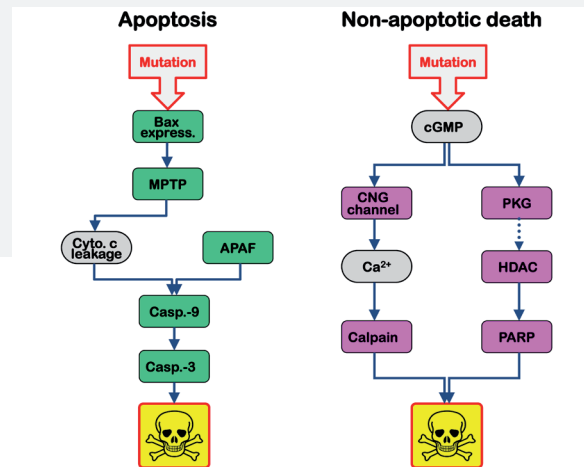 Apoptosis
Mutation
Bax
express.
MPTP
Cyto. c
leakage
APAF
Casp.-9
Casp.-3
Non-apoptotic death
Mutation
cGMP
CNG
channel
PKG
Ca²⁺
HDAC
Calpain
PARP